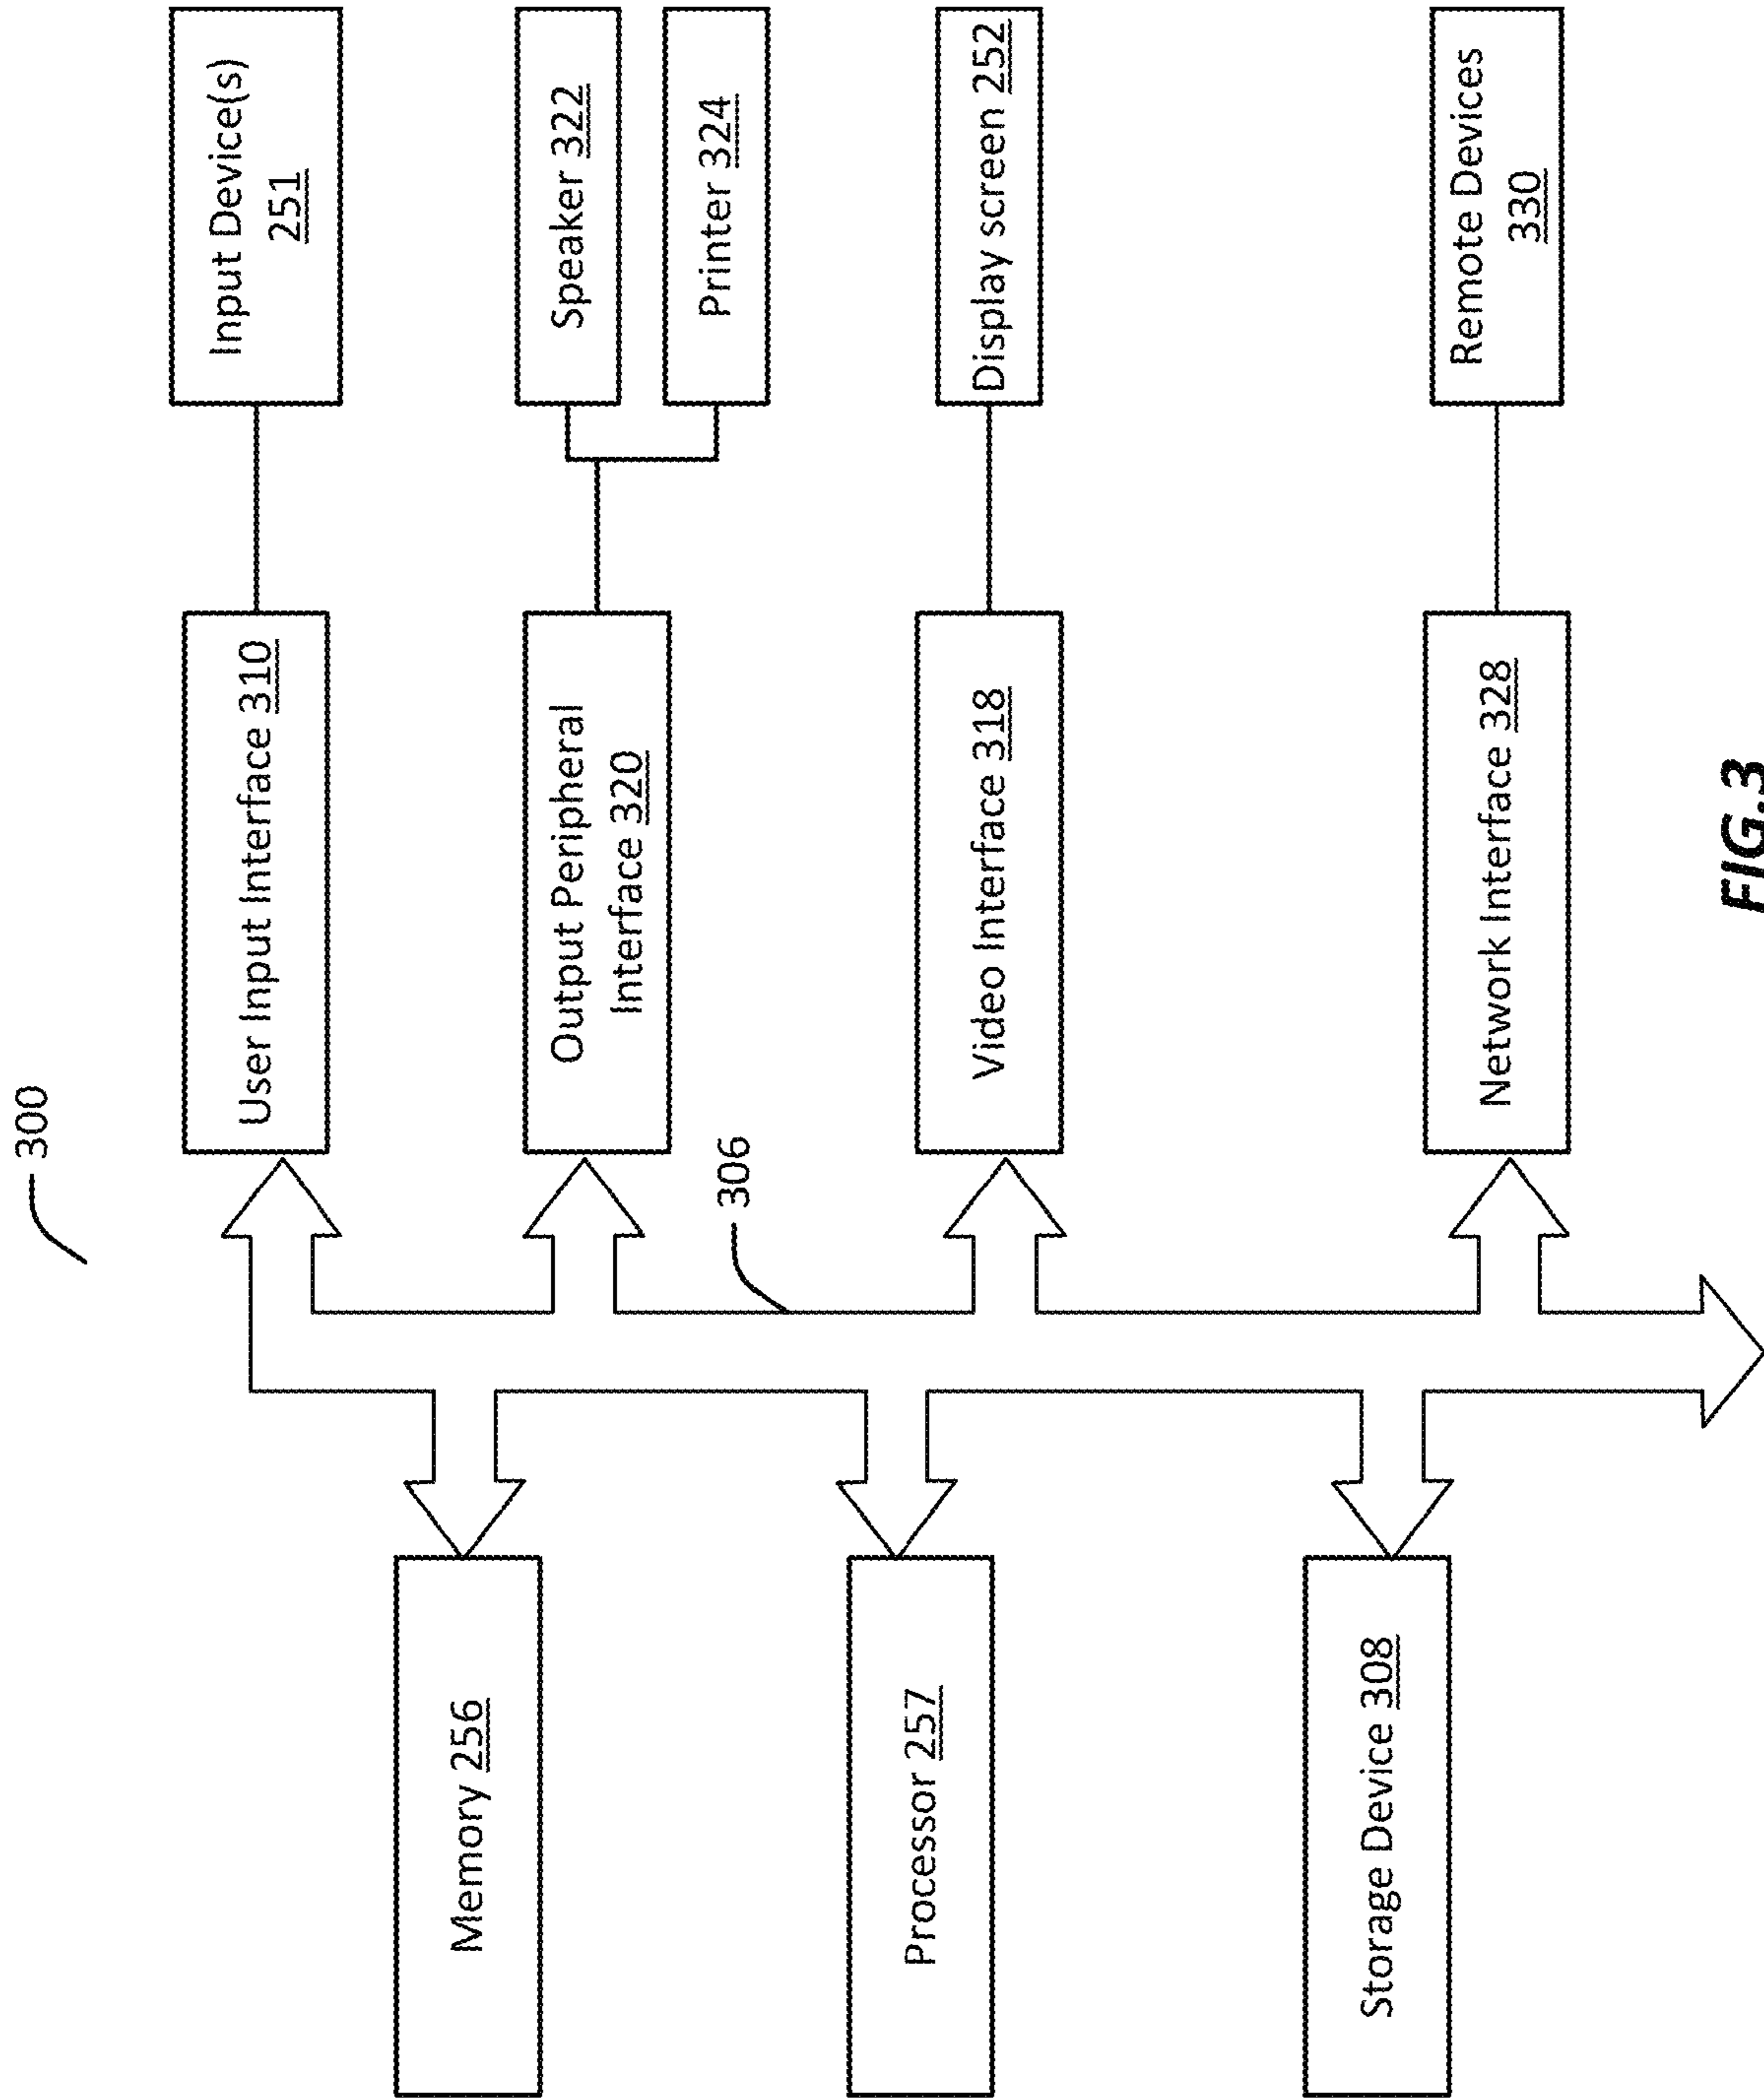 300
Input Device(s)
251
User Input Interface 310
Speaker 322
Printer 324
Output Peripheral
Interface 320
306
Display screen 252
Video Interface 318
Remote Devices
330
Network Interface 328
Memory 256
Processor 257
Storage Device 308
FIG.3